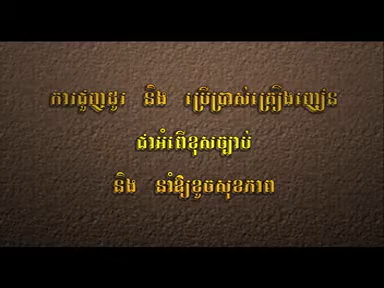 ការជួញដូរ នឹង ប្រើប្រាស់គ្រឿងញៀន
ជាអំពើខុសច្បាប់
នឹង នាំឱ្យខូចសុខភាព